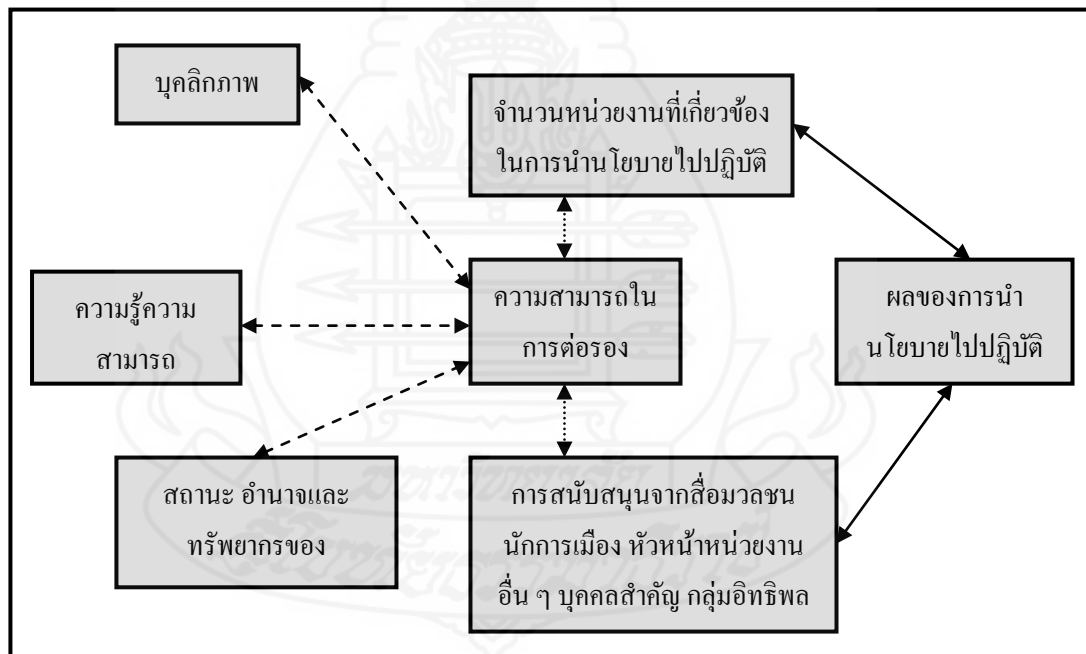 บุคลิกภาพ
จำนวนหน่วยงานที่เกี่ยวข้อง
ในการนำนโยบายไปปฏิบัติ
ความรู้ความ
สามารถ
ความสามารถใน
การต่อรอง
ผลของการนำ
นโยบายไปปฏิบัติ
สถานะ อำนาจและ
ทรัพยากรของ
การสนับสนุนจากสื่อมวลชน
นักการเมือง หัวหน้าหน่วยงาน
อื่น ๆ บุคคลสำคัญ กลุ่มอิทธิพล